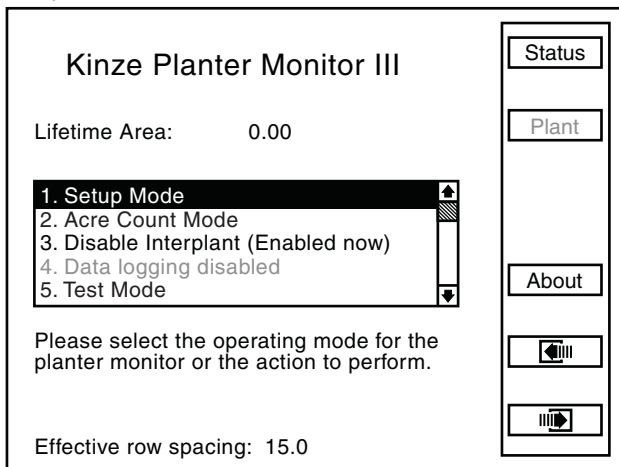 Kinze Planter Monitor III
Lifetime Area: 0.00
1. Setup Mode
2. Acre Count Mode
3. Disable Interplant (Enabled now)
4. Data logging disabled
5. Test Mode
Please select the operating mode for the
planter monitor or the action to perform.
Effective row spacing: 15.0
Status
Plant
About